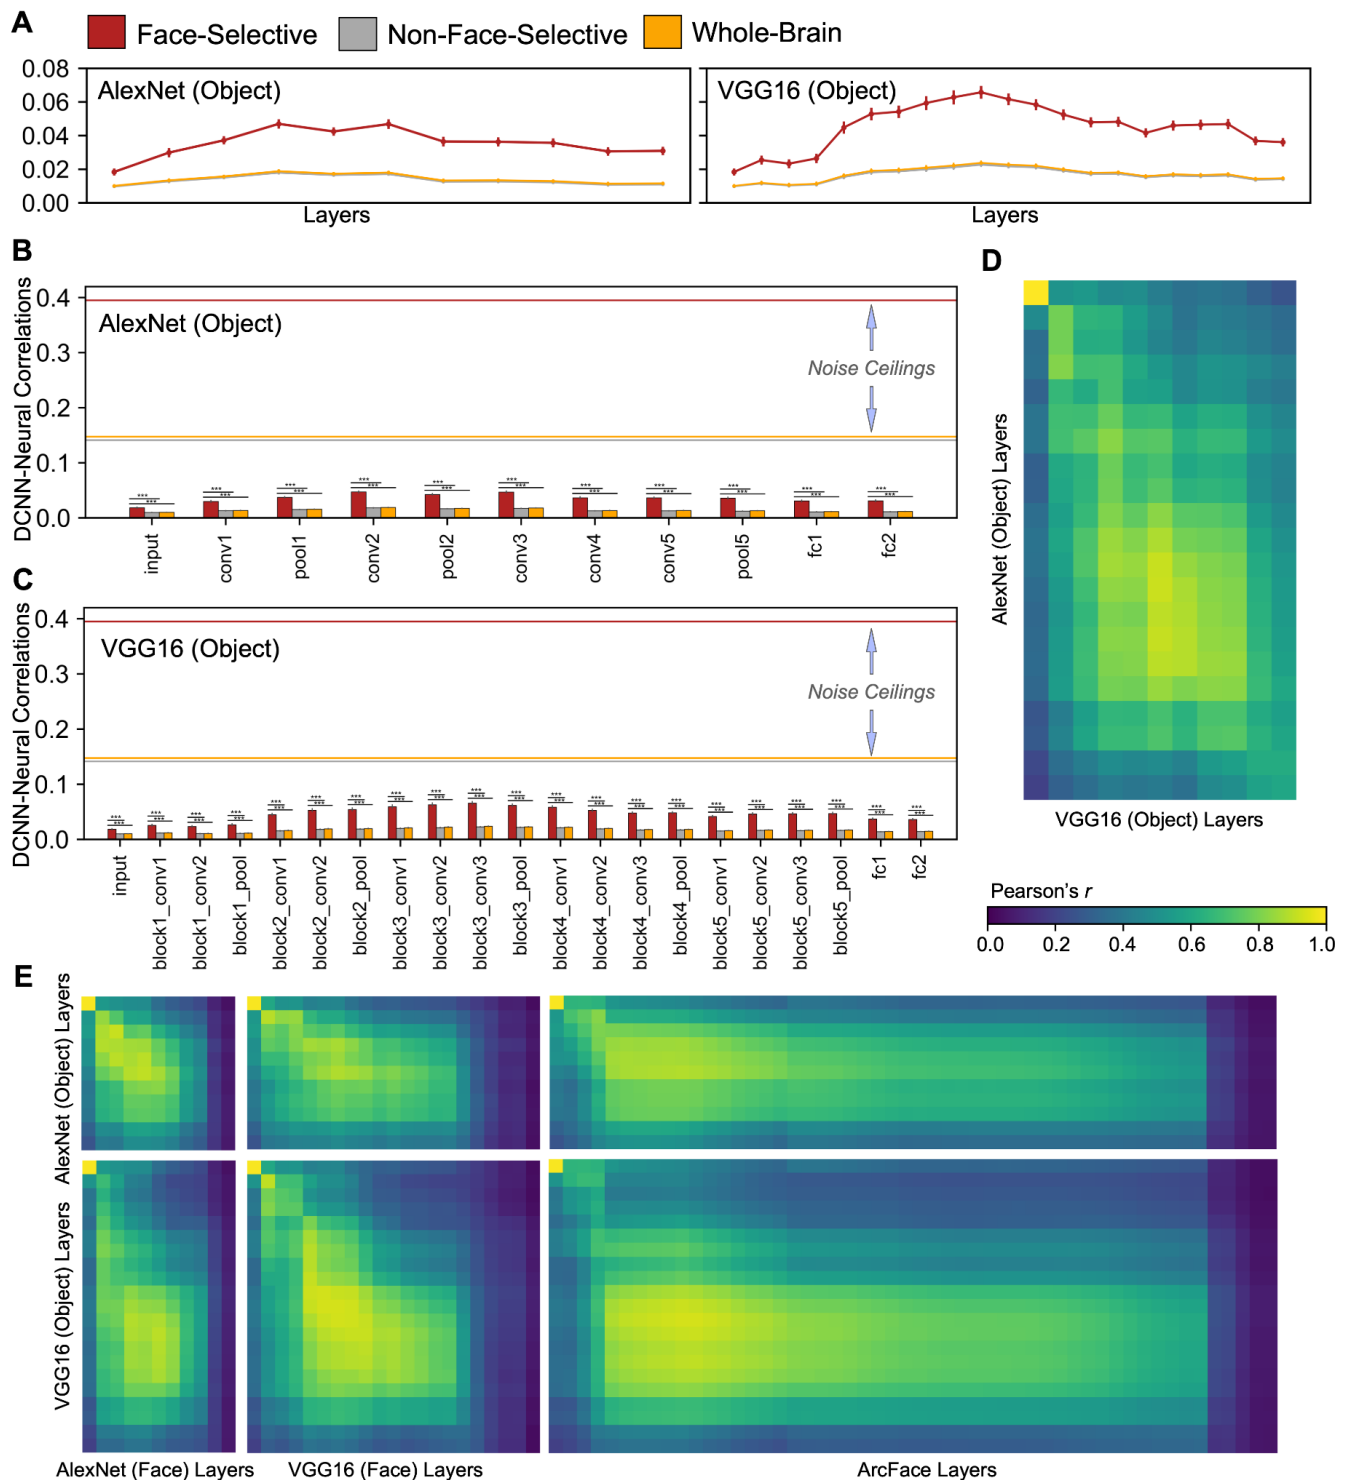 A
Face-Selective Non-Face-Selective Whole-Brain
0.08
0.06
0.04
0.02
0.00
AlexNet (Object)
VGG16 (Object)
Layers
Layers
B
DCNN-Neural Correlations
0.4
0.3
0.2
0.1
0.0
AlexNet (Object)
Noise Ceilings
*** *** *** *** *** *** *** *** *** *** ***
*** *** *** *** *** *** *** *** *** *** ***
input conv1 pool1 conv2 pool2 conv3 conv4 conv5 pool5 fc1 fc2
C
DCNN-Neural Correlations
0.4
0.3
0.2
0.1
0.0
VGG16 (Object)
Noise Ceilings
*** *** *** *** *** *** *** *** *** *** *** *** *** *** *** *** *** *** *** *** ***
*** *** *** *** *** *** *** *** *** *** *** *** *** *** *** *** *** *** *** *** ***
input block1_conv1 block1_conv2 block1_pool block2_conv1 block2_conv2 block2_pool block3_conv1 block3_conv2 block3_conv3 block3_pool block4_conv1 block4_conv2 block4_conv3 block4_pool block5_conv1 block5_conv2 block5_conv3 block5_pool fc1 fc2
D
AlexNet (Object) Layers
VGG16 (Object) Layers
Pearson's r
0.0 0.2 0.4 0.6 0.8 1.0
E
AlexNet (Object) Layers
VGG16 (Object) Layers
AlexNet (Face) Layers
VGG16 (Face) Layers
ArcFace Layers